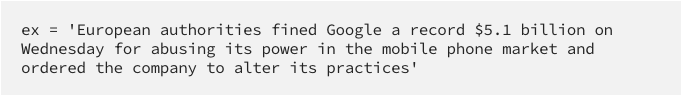 ex = 'European authorities fined Google a record $5.1 billion on
Wednesday for abusing its power in the mobile phone market and
ordered the company to alter its practices'